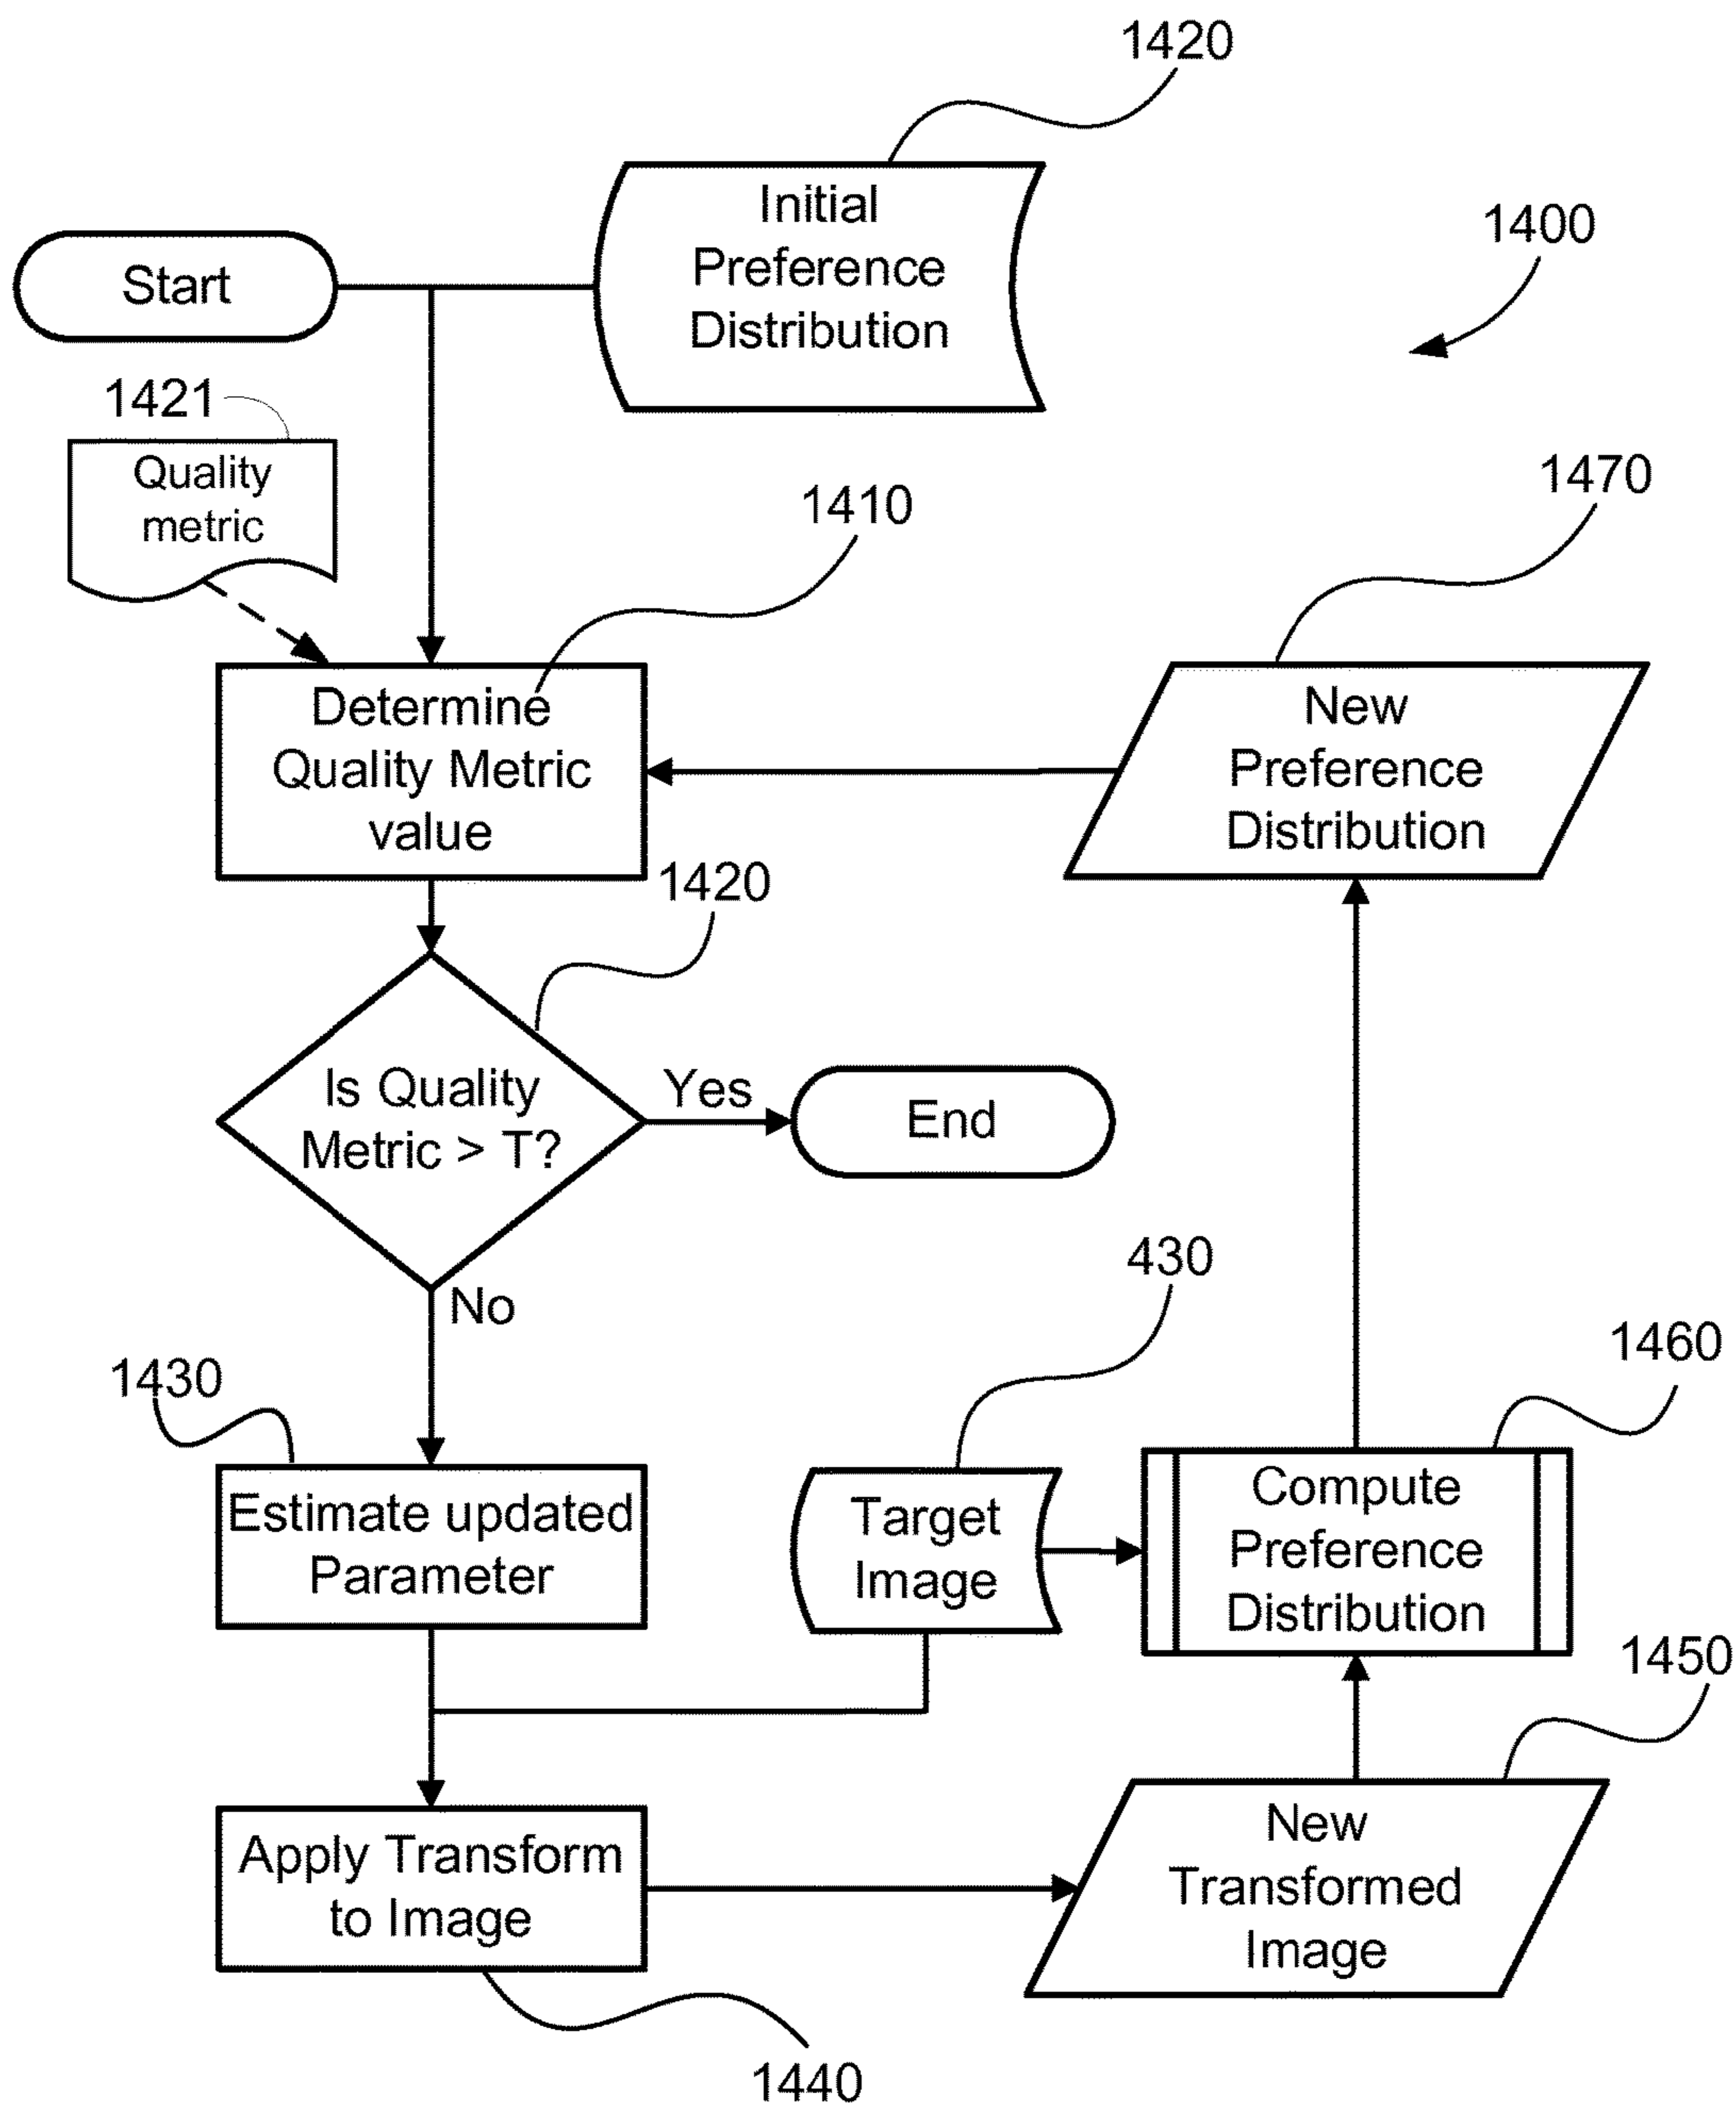 1420
Initial
Preference
Distribution
1400
Start
1421
Quality
metric
1410
1470
Determine
Quality Metric
value
New
Preference
Distribution
1420
Is Quality
Metric > T?
Yes
End
No
430
1460
1430
Estimate updated
Parameter
Target
Image
Compute
Preference
Distribution
1450
Apply Transform
to Image
New
Transformed
Image
1440